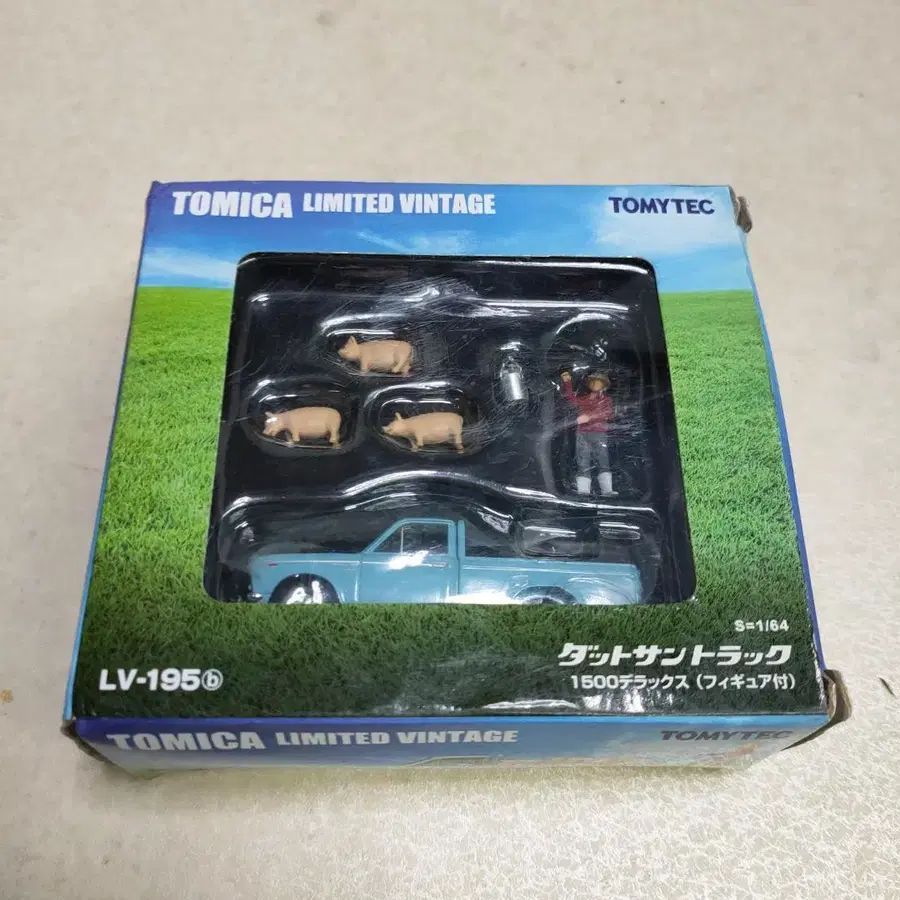 TOMICA LIMITED VINTAGE
TOMYTEC
S=1/64
ダットサントラック
1500デラックス(フィギュア付)
LV-195ⓑ
TOMICA LIMITED VINTAGE
TOMYTEC